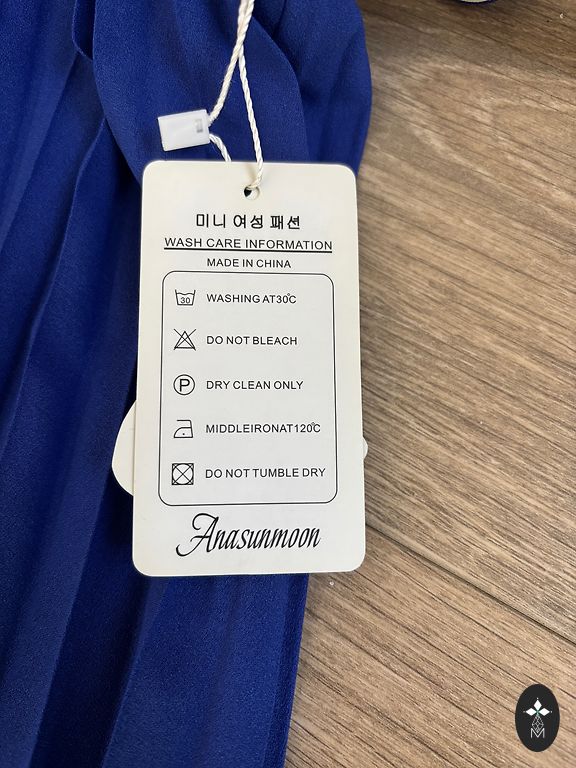 미니 여성 패션
WASH CARE INFORMATION
MADE IN CHINA
30 WASHING AT30℃
DO NOT BLEACH
P DRY CLEAN ONLY
MIDDLEIRONAT120℃
DO NOT TUMBLE DRY
Anasunmoon
M